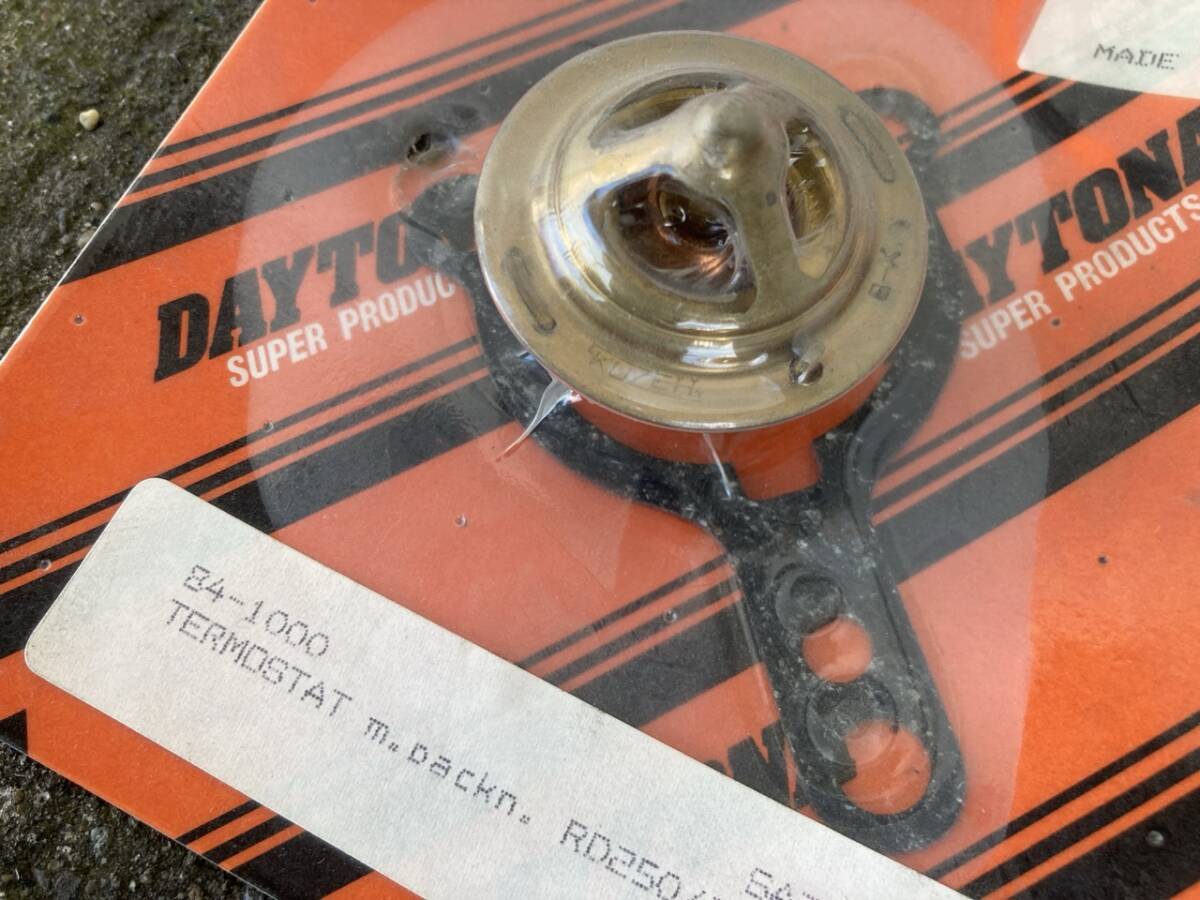 MADE
DAYTONA
SUPER PRODUCTS
DAYTO
SUPER PRODUC
84-1000
TERMOSTAT m.packn. RD250/